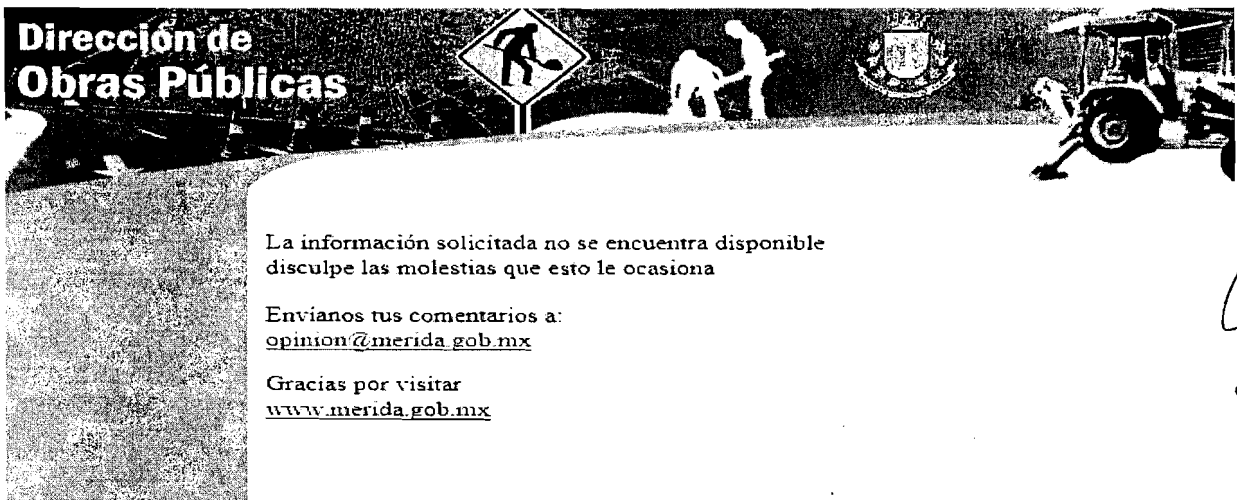 Dirección de
Obras Públicas
La información solicitada no se encuentra disponible
disculpe las molestias que esto le ocasiona
Envíanos tus comentarios a:
opinion@merida.gob.mx
Gracias por visitar
www.merida.gob.mx